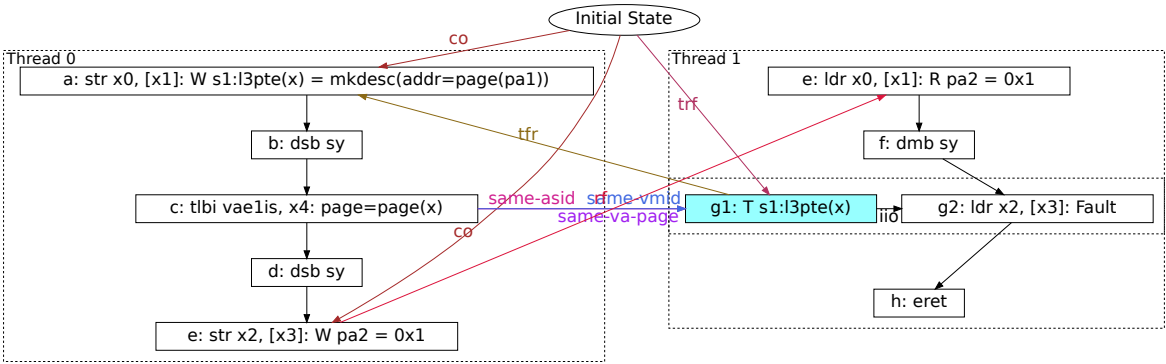 Initial State
co
Thread 0
Thread 1
a: str x0, [x1]: W s1:l3pte(x) = mkdesc(addr=page(pa1))
e: ldr x0, [x1]: R pa2 = 0x1
trf
tfr
b: dsb sy
f: dmb sy
same-asid
rf
same-vmid
c: tlbi vae1is, x4: page=page(x)
g1: T s1:l3pte(x)
iio
g2: ldr x2, [x3]: Fault
same-va-page
co
d: dsb sy
h: eret
e: str x2, [x3]: W pa2 = 0x1